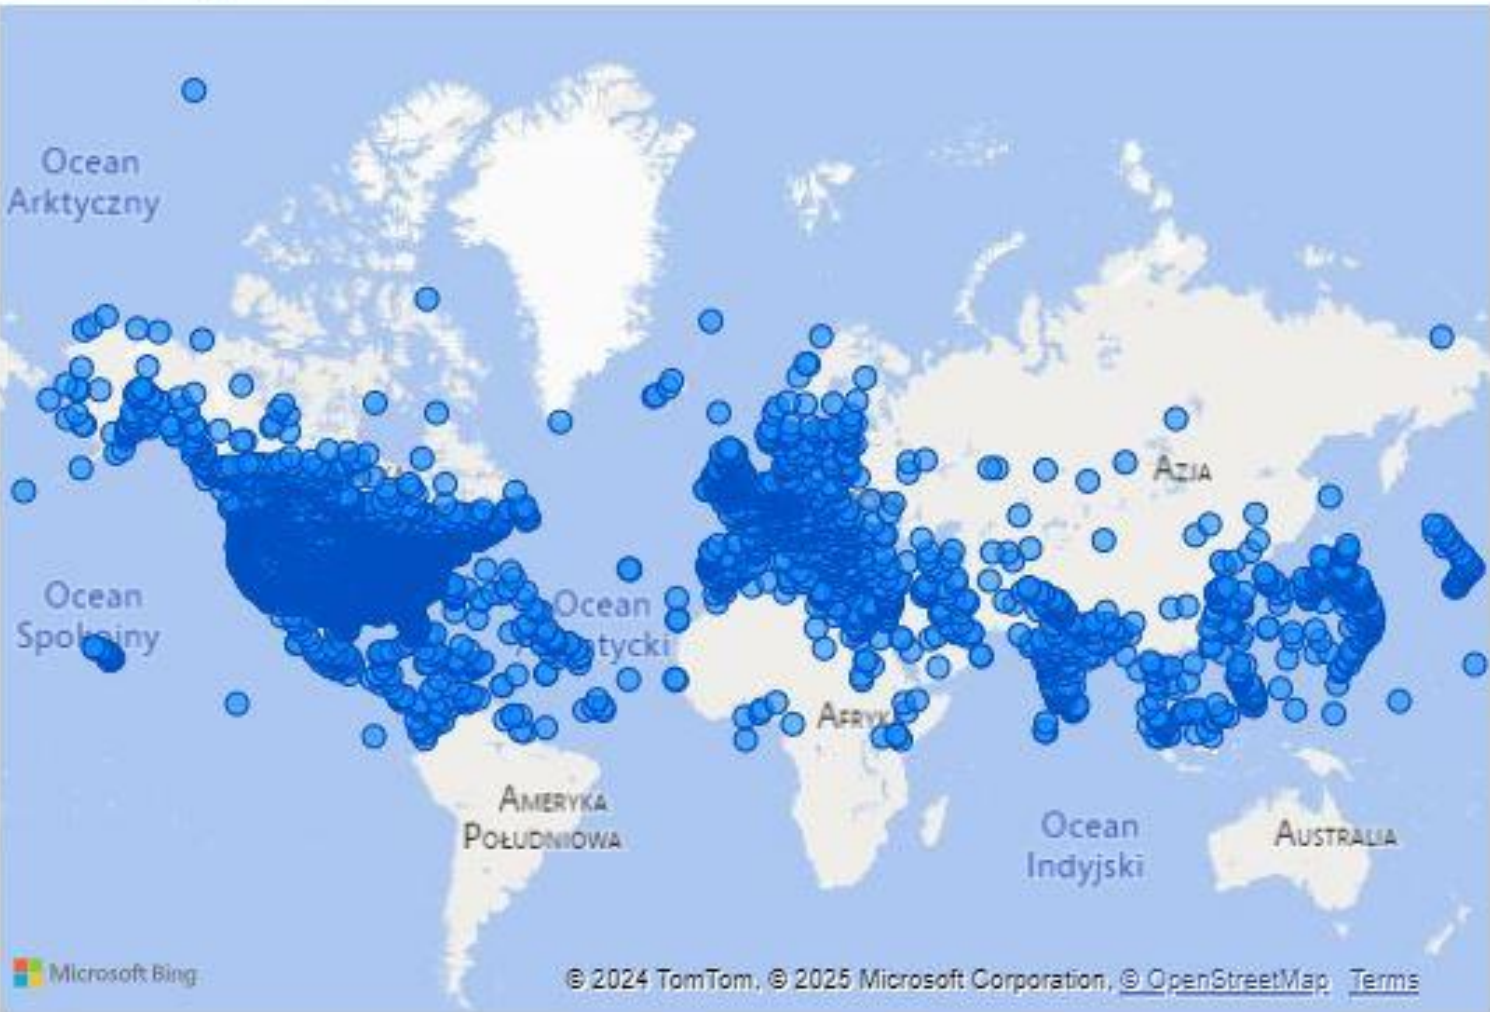 Ocean
Arktyczny
AZJA
Ocean
Spokojny
Ocean
AFRYKA
AMERYKA
POŁUDNIOWA
Ocean
Indyjski
AUSTRALIA
Microsoft Bing
© 2024 TomTom, © 2025 Microsoft Corporation, © OpenStreetMap Terms